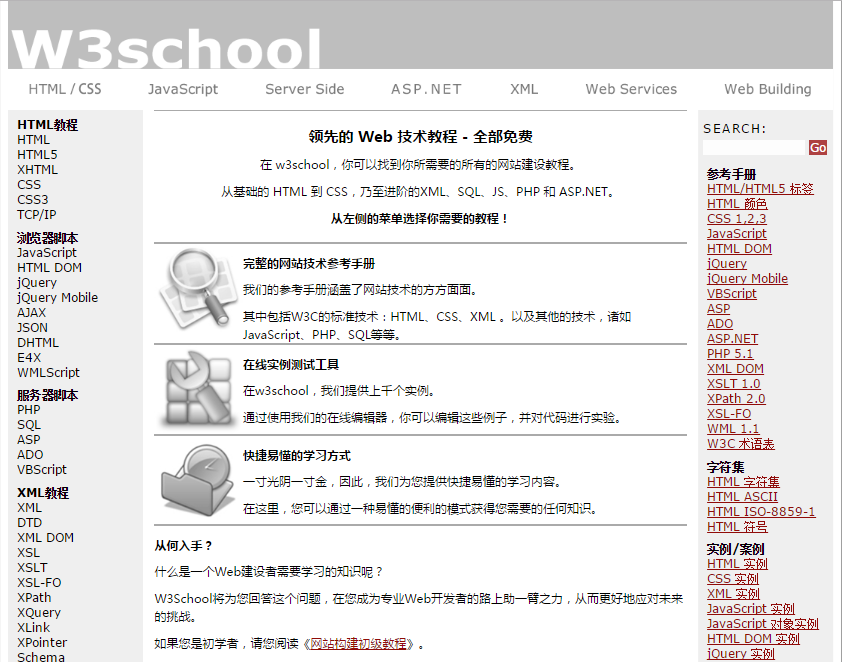 W3school
HTML / CSS
JavaScript
Server Side
ASP.NET
XML
Web Services
Web Building
HTML教程
HTML
HTML5
XHTML
CSS
CSS3
TCP/IP
浏览器脚本
JavaScript
HTML DOM
jQuery
jQuery Mobile
AJAX
JSON
DHTML
E4X
WMLScript
服务器脚本
PHP
SQL
ASP
ADO
VBScript
XML教程
XML
DTD
XML DOM
XSL
XSLT
XSL-FO
XPath
XQuery
XLink
XPointer
Schema
领先的 Web 技术教程 - 全部免费
在 w3school，你可以找到你所需要的所有的网站建设教程。
从基础的 HTML 到 CSS，乃至进阶的XML、SQL、JS、PHP 和 ASP.NET。
从左侧的菜单选择你需要的教程！
完整的网站技术参考手册
我们的参考手册涵盖了网站技术的方方面面。
其中包括W3C的标准技术：HTML、CSS、XML 。以及其他的技术，诸如
JavaScript、PHP、SQL等等。
在线实例测试工具
在w3school，我们提供上千个实例。
通过使用我们的在线编辑器，你可以编辑这些例子，并对代码进行实验。
快捷易懂的学习方式
一寸光阴一寸金，因此，我们为您提供快捷易懂的学习内容。
在这里，您可以通过一种易懂的便利的模式获得您需要的任何知识。
从何入手？
什么是一个Web建设者需要学习的知识呢？
W3School将为您回答这个问题，在您成为专业Web开发者的路上助一臂之力，从而更好地应对未来
的挑战。
如果您是初学者，请您阅读《网站构建初级教程》。
SEARCH:
Go
参考手册
HTML/HTML5 标签
HTML 颜色
CSS 1,2,3
JavaScript
HTML DOM
jQuery
jQuery Mobile
VBScript
ASP
ADO
ASP.NET
PHP 5.1
XML DOM
XSLT 1.0
XPath 2.0
XSL-FO
WML 1.1
W3C 术语表
字符集
HTML 字符集
HTML ASCII
HTML ISO-8859-1
HTML 符号
实例/案例
HTML 实例
CSS 实例
XML 实例
JavaScript 实例
JavaScript 对象实例
HTML DOM 实例
jQuery 实例